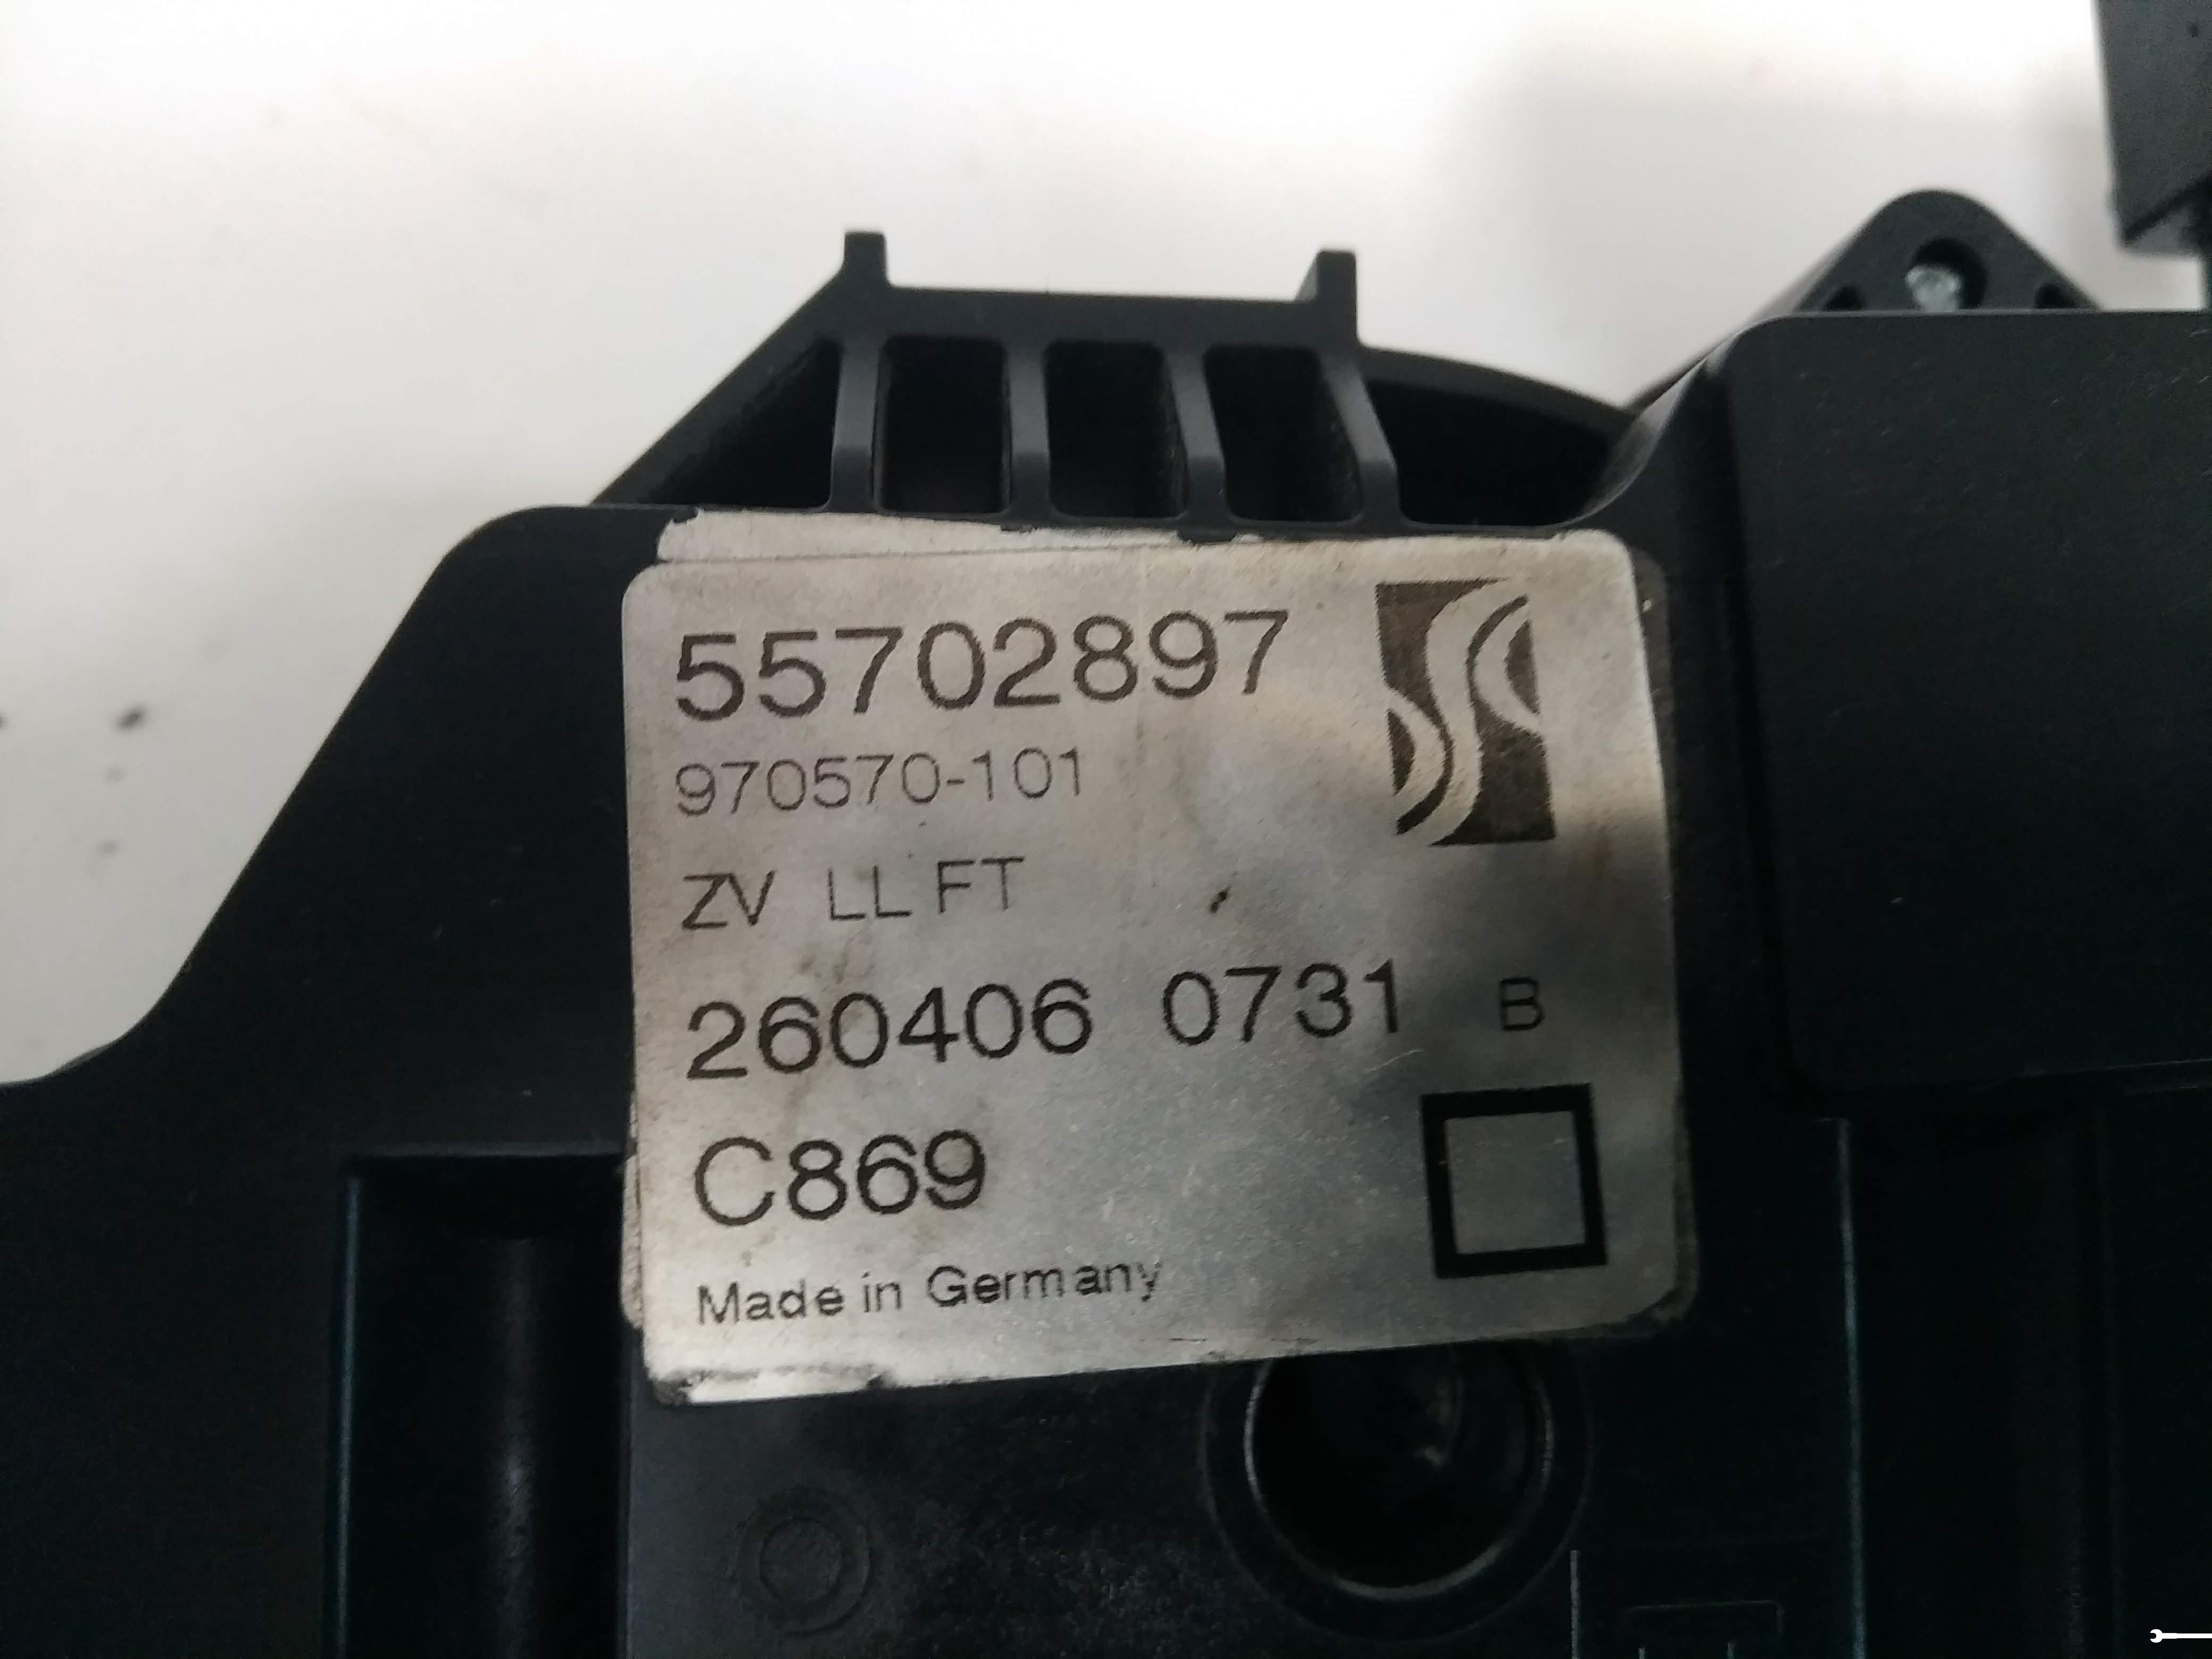 55702897
970570-101
ZV LL FT
260406 0731 B
C869
Made in Germany